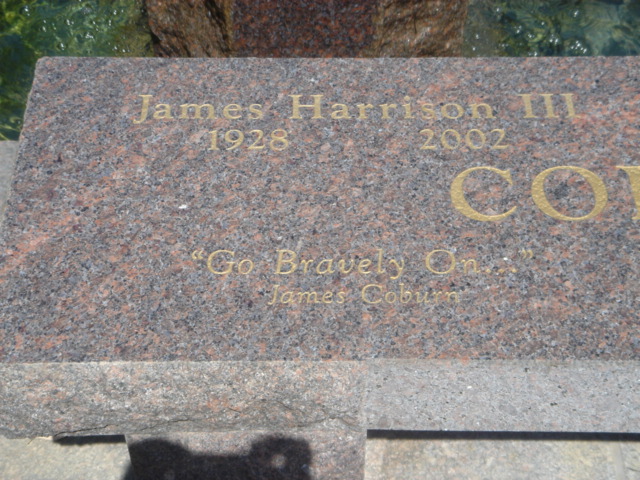 James Harrison III
1928 2002
“Go Bravely On...”
James Coburn